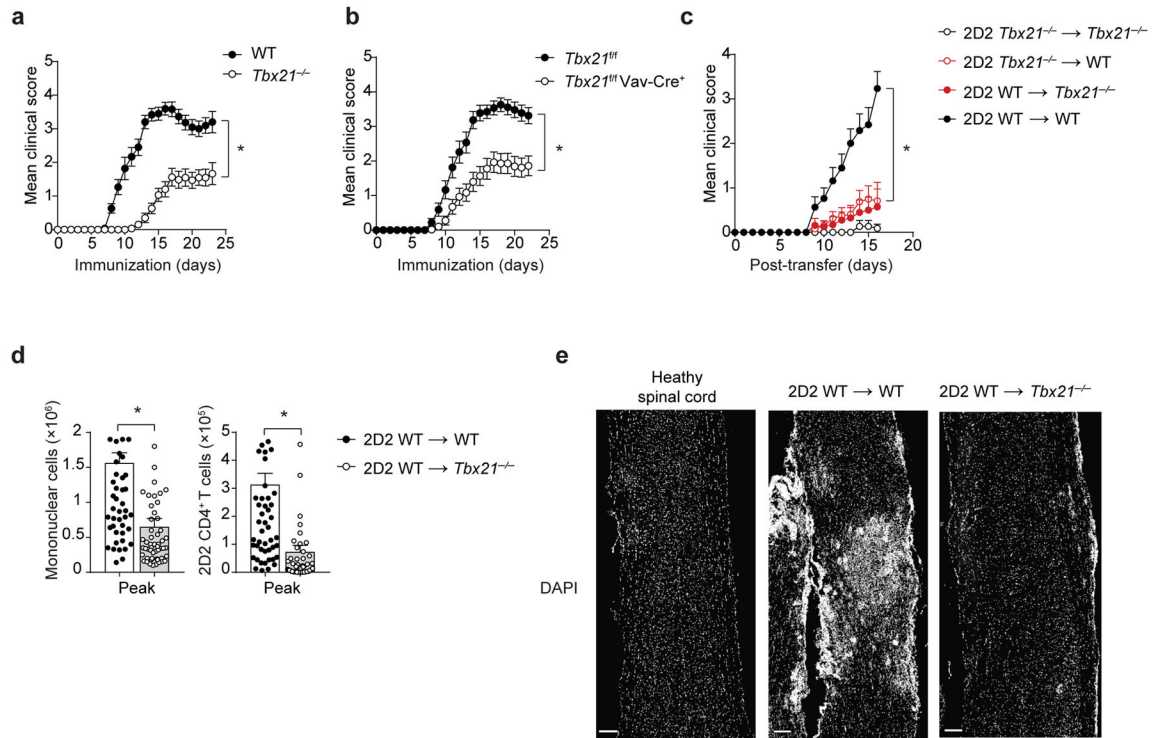 a
WT
Tbx21−/−
Mean clinical score
5
4
3
2
1
0
*
0 5 10 15 20 25
Immunization (days)
b
Tbx21f/f
Tbx21f/f Vav-Cre+
Mean clinical score
5
4
3
2
1
0
*
0 5 10 15 20 25
Immunization (days)
c
2D2 Tbx21−/− → Tbx21−/−
2D2 Tbx21−/− → WT
2D2 WT → Tbx21−/−
2D2 WT → WT
Mean clinical score
4
3
2
1
0
*
0 5 10 15 20
Post-transfer (days)
d
Mononuclear cells (×10⁶)
2
1.5
1
0.5
0
*
Peak
2D2 CD4+ T cells (×10⁵)
5
4
3
2
1
0
*
Peak
2D2 WT → WT
2D2 WT → Tbx21−/−
e
Heathy
spinal cord
2D2 WT → WT
2D2 WT → Tbx21−/−
DAPI